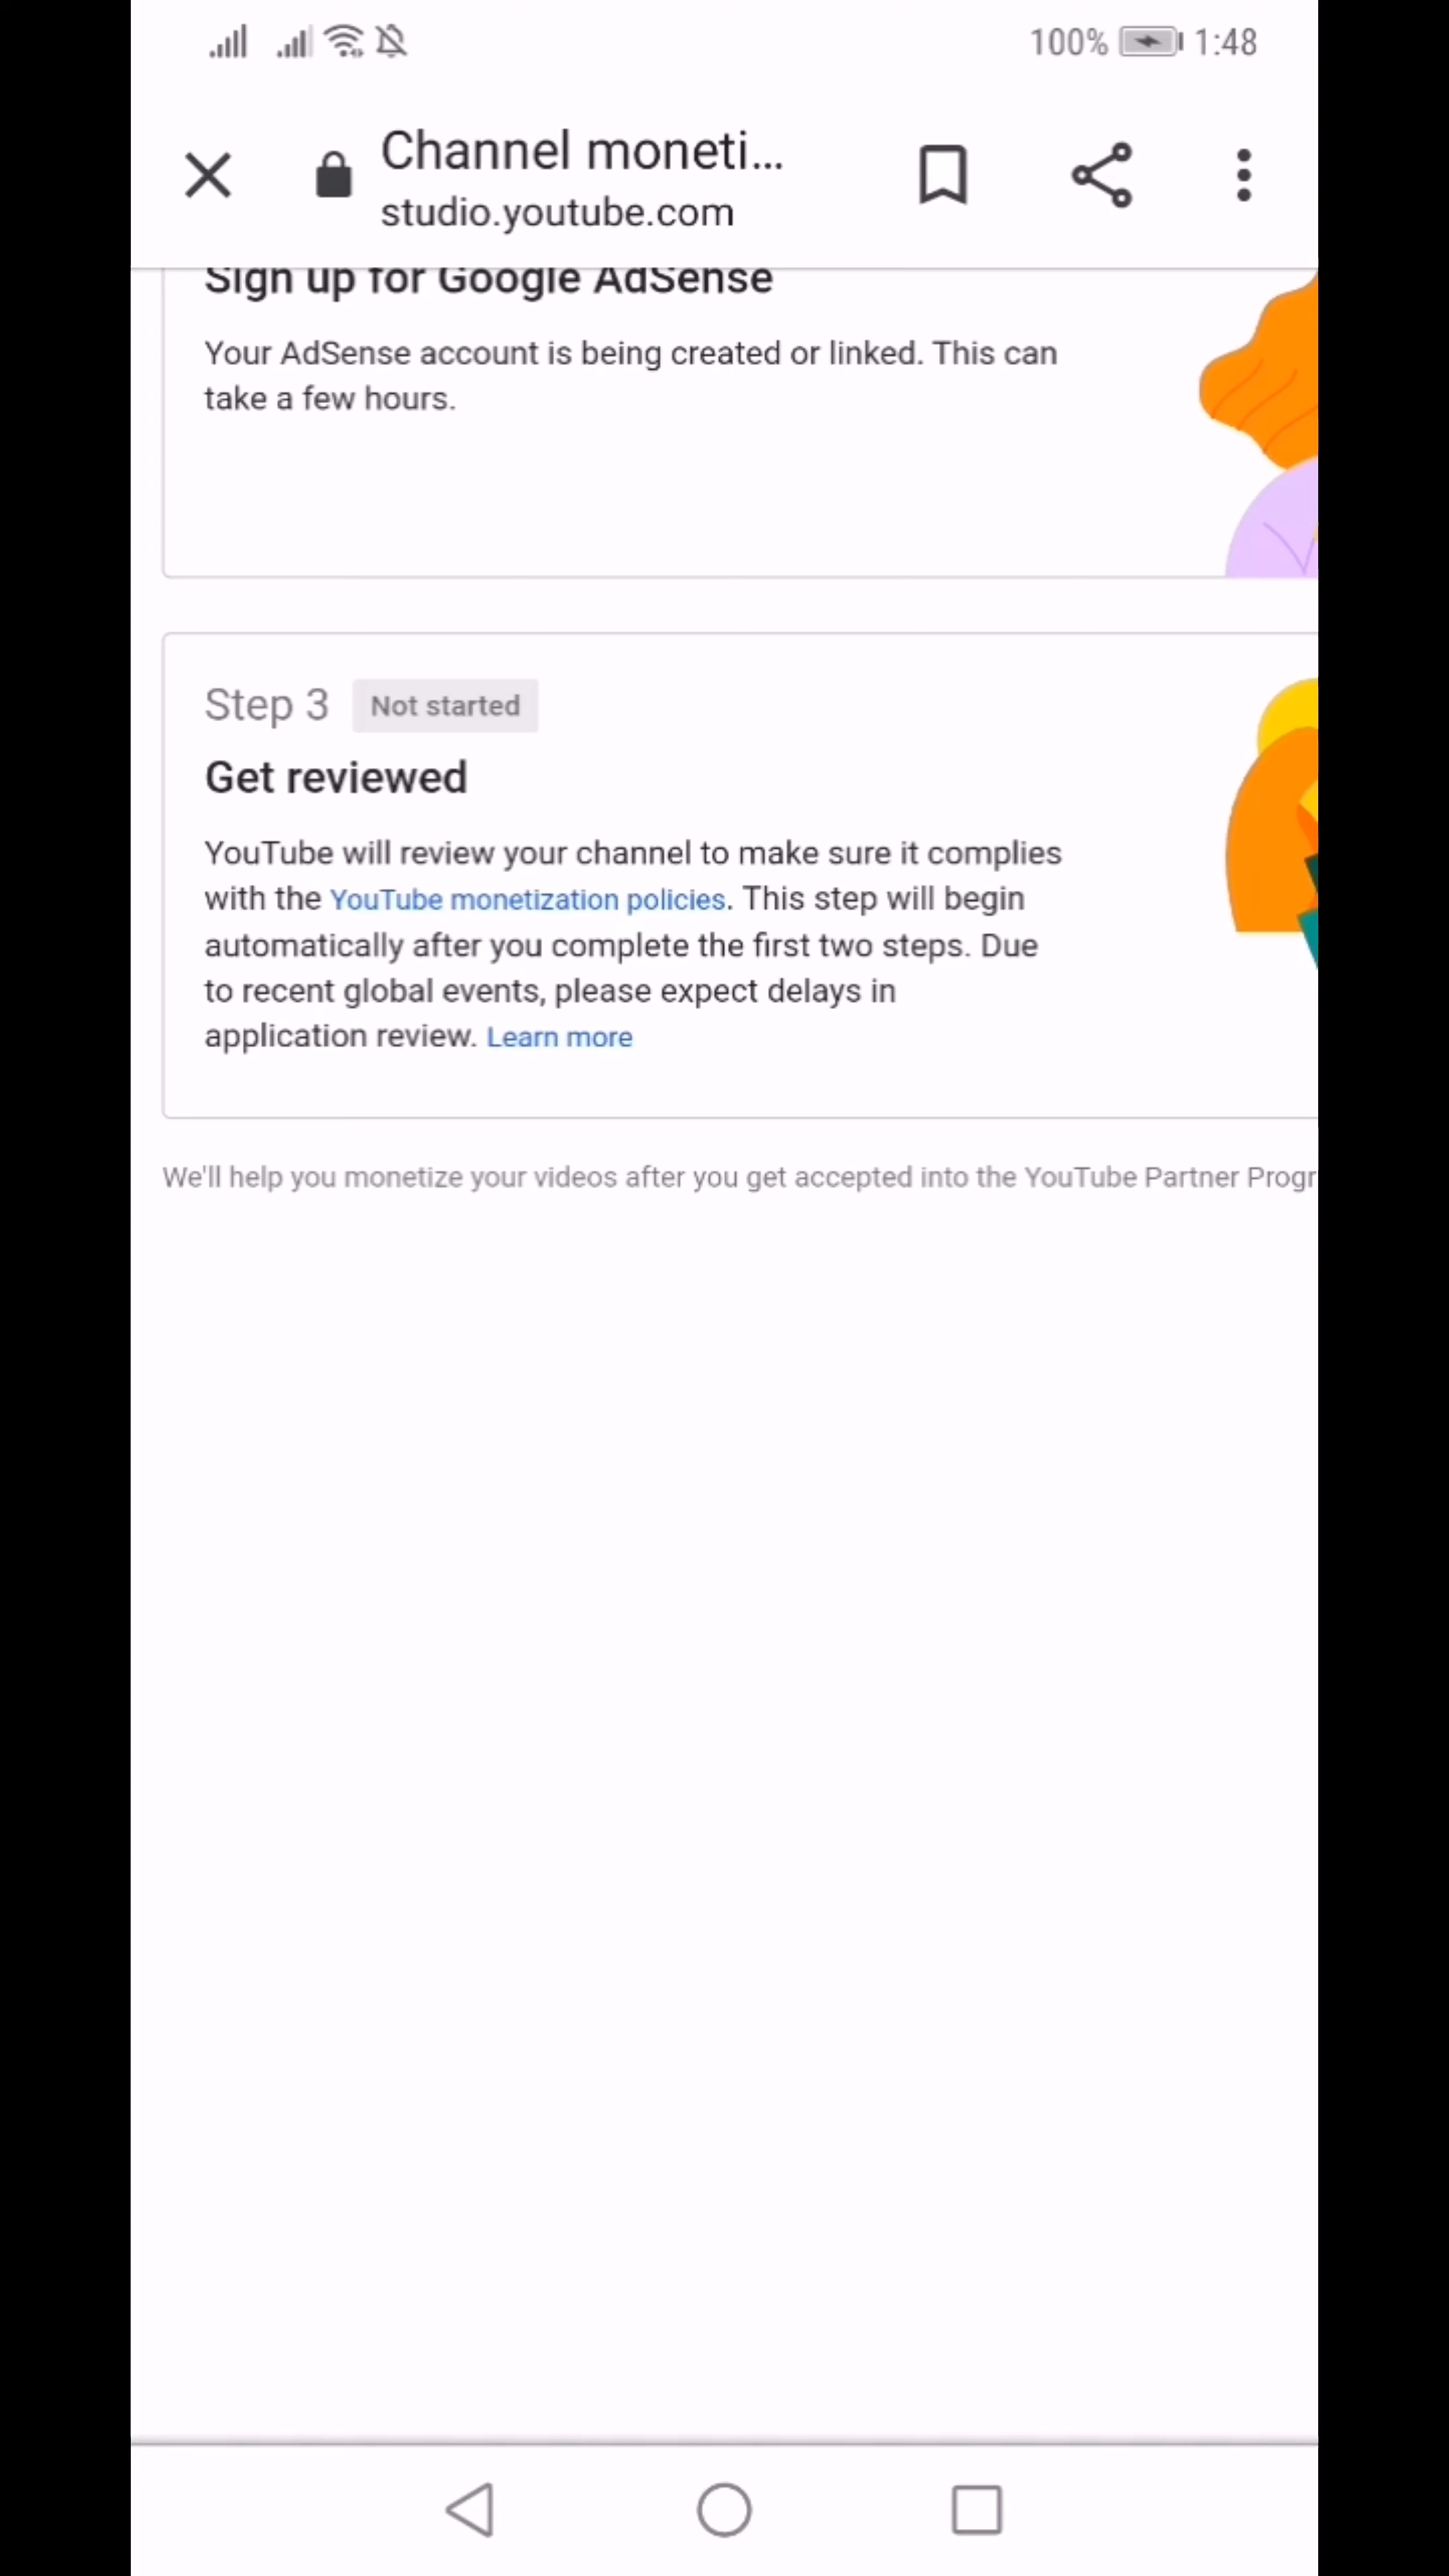 100% 1:48
Channel moneti...
studio.youtube.com
Sign up for Google AdSense
Your AdSense account is being created or linked. This can
take a few hours.
Step 3 Not started
Get reviewed
YouTube will review your channel to make sure it complies
with the YouTube monetization policies. This step will begin
automatically after you complete the first two steps. Due
to recent global events, please expect delays in
application review. Learn more
We'll help you monetize your videos after you get accepted into the YouTube Partner Progr